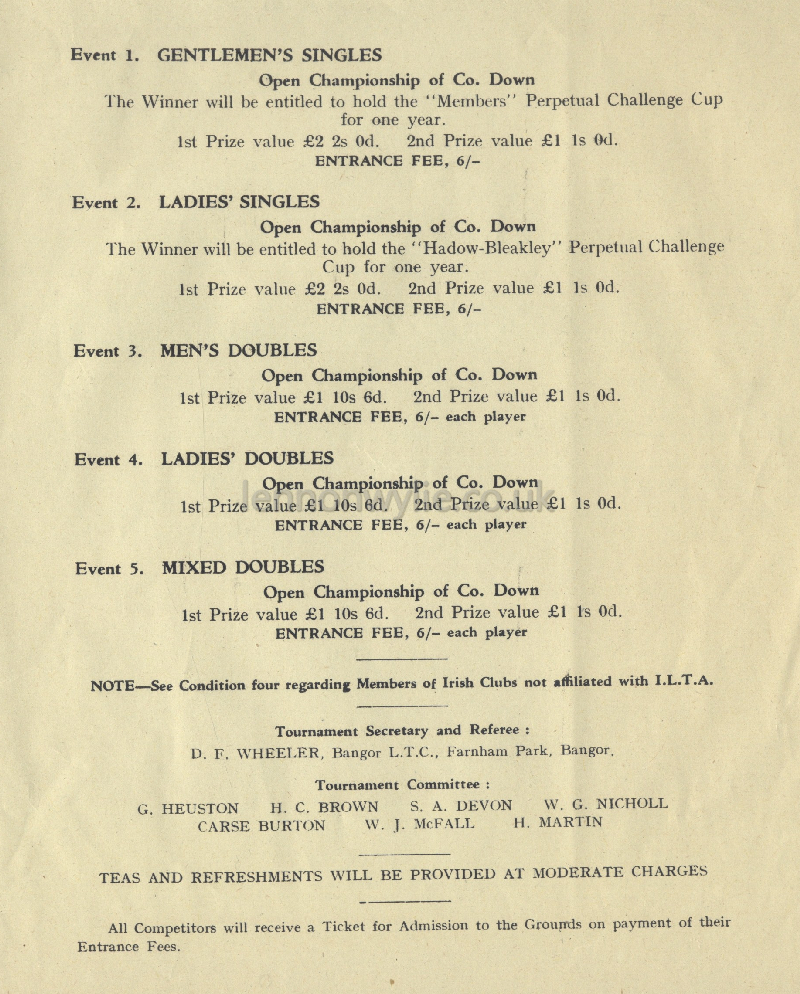 Event 1. GENTLEMEN'S SINGLES
Open Championship of Co. Down
The Winner will be entitled to hold the "Members" Perpetual Challenge Cup
for one year.
1st Prize value £2 2s 0d. 2nd Prize value £1 1s 0d.
ENTRANCE FEE, 6/-
Event 2. LADIES' SINGLES
Open Championship of Co. Down
The Winner will be entitled to hold the "Hadow-Bleakley" Perpetual Challenge
Cup for one year.
1st Prize value £2 2s 0d. 2nd Prize value £1 1s 0d.
ENTRANCE FEE, 6/-
Event 3. MEN'S DOUBLES
Open Championship of Co. Down
1st Prize value £1 10s 6d. 2nd Prize value £1 1s 0d.
ENTRANCE FEE, 6/- each player
Event 4. LADIES' DOUBLES
Open Championship of Co. Down
lennonwylie.co.uk
1st Prize value £1 10s 6d. 2nd Prize value £1 1s 0d.
ENTRANCE FEE, 6/- each player
Event 5. MIXED DOUBLES
Open Championship of Co. Down
1st Prize value £1 10s 6d. 2nd Prize value £1 1s 0d.
ENTRANCE FEE, 6/- each player
NOTE—See Condition four regarding Members of Irish Clubs not affiliated with I.L.T.A.
Tournament Secretary and Referee :
D. F. WHEELER, Bangor L.T.C., Farnham Park, Bangor.
Tournament Committee :
G. HEUSTON H. C. BROWN S. A. DEVON W. G. NICHOLL
CARSE BURTON W. J. McFALL H. MARTIN
TEAS AND REFRESHMENTS WILL BE PROVIDED AT MODERATE CHARGES
All Competitors will receive a Ticket for Admission to the Grounds on payment of their
Entrance Fees.